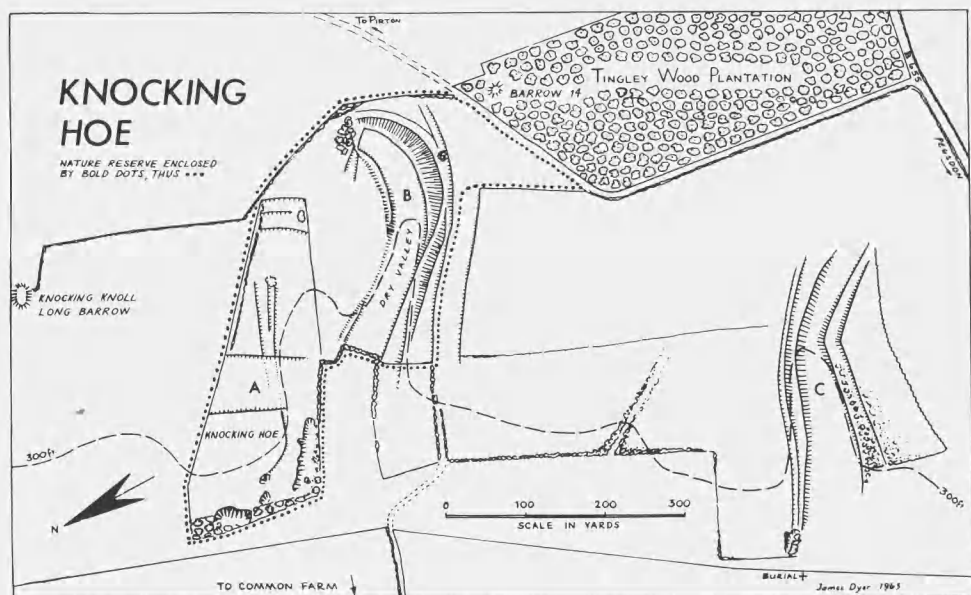 TO PIRTON
KNOCKING
HOE
NATURE RESERVE ENCLOSED
BY BOLD DOTS, THUS •••
TINGLEY WOOD PLANTATION
BARROW 14
B655
PEGSDON
B
DRY VALLEY
KNOCKING KNOLL
LONG BARROW
A
C
KNOCKING HOE
300ft
300ft
N
0 100 200 300
SCALE IN YARDS
TO COMMON FARM
BURIAL +
James Dyer 1963